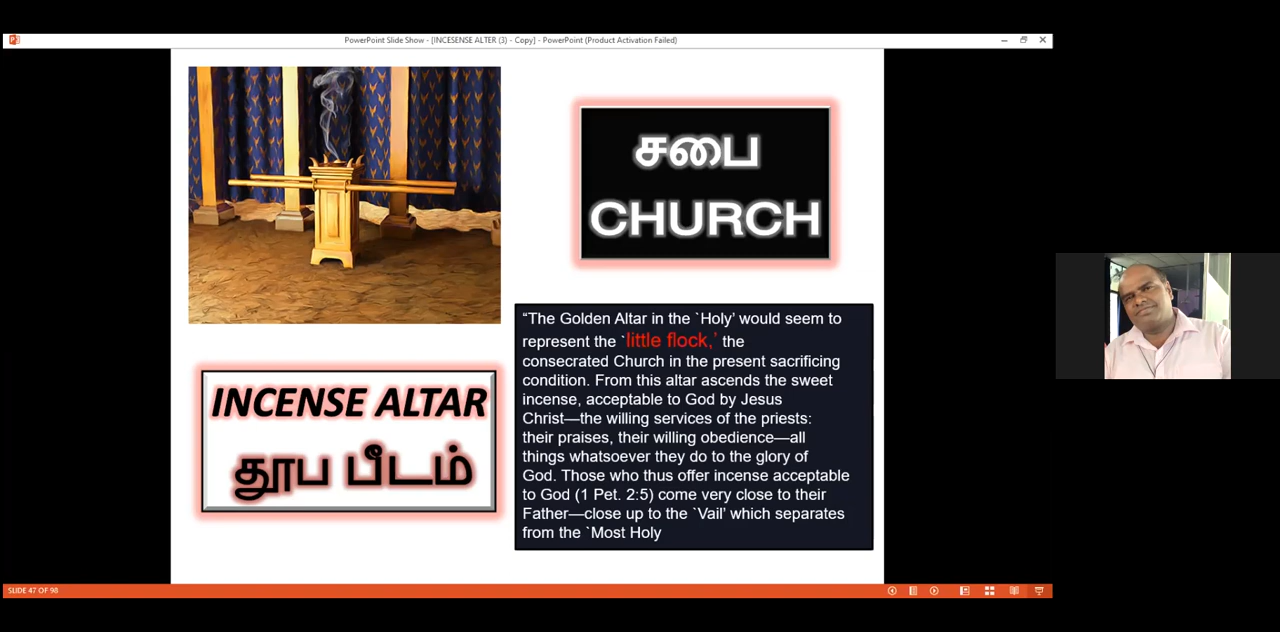 PowerPoint Slide Show - [INCESENSE ALTER (3) - Copy] - PowerPoint (Product Activation Failed)
சபை
CHURCH
INCENSE ALTAR
தூப பீடம்
“The Golden Altar in the `Holy’ would seem to
represent the `little flock,’ the
consecrated Church in the present sacrificing
condition. From this altar ascends the sweet
incense, acceptable to God by Jesus
Christ—the willing services of the priests:
their praises, their willing obedience—all
things whatsoever they do to the glory of
God. Those who thus offer incense acceptable
to God (1 Pet. 2:5) come very close to their
Father—close up to the `Vail’ which separates
from the `Most Holy
SLIDE 47 OF 98